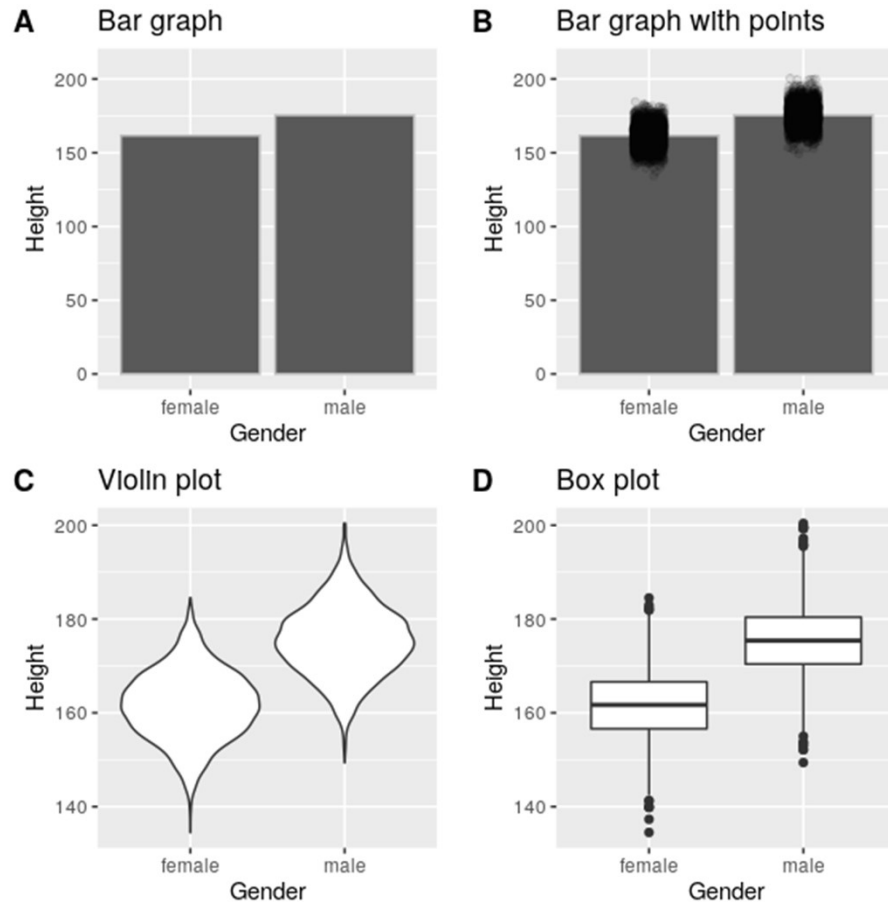 A Bar graph
200
150
100
50
0
Height
female male
Gender
B Bar graph with points
200
150
100
50
0
Height
female male
Gender
C Violin plot
200
180
160
140
Height
female male
Gender
D Box plot
200
180
160
140
Height
female male
Gender